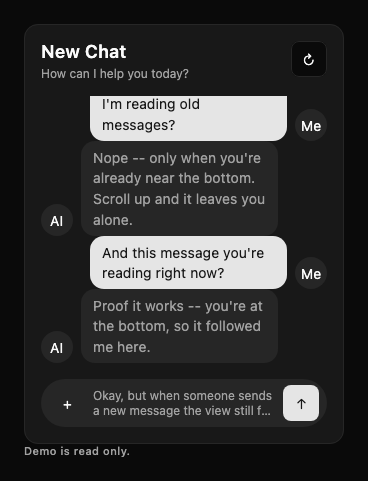 New Chat
How can I help you today?
↻
I'm reading old
messages?
Me
Nope -- only when you're
already near the bottom.
Scroll up and it leaves you
alone.
AI
And this message you're
reading right now?
Me
Proof it works -- you're at
the bottom, so it followed
me here.
AI
+
Okay, but when someone sends
a new message the view still f...
↑
Demo is read only.